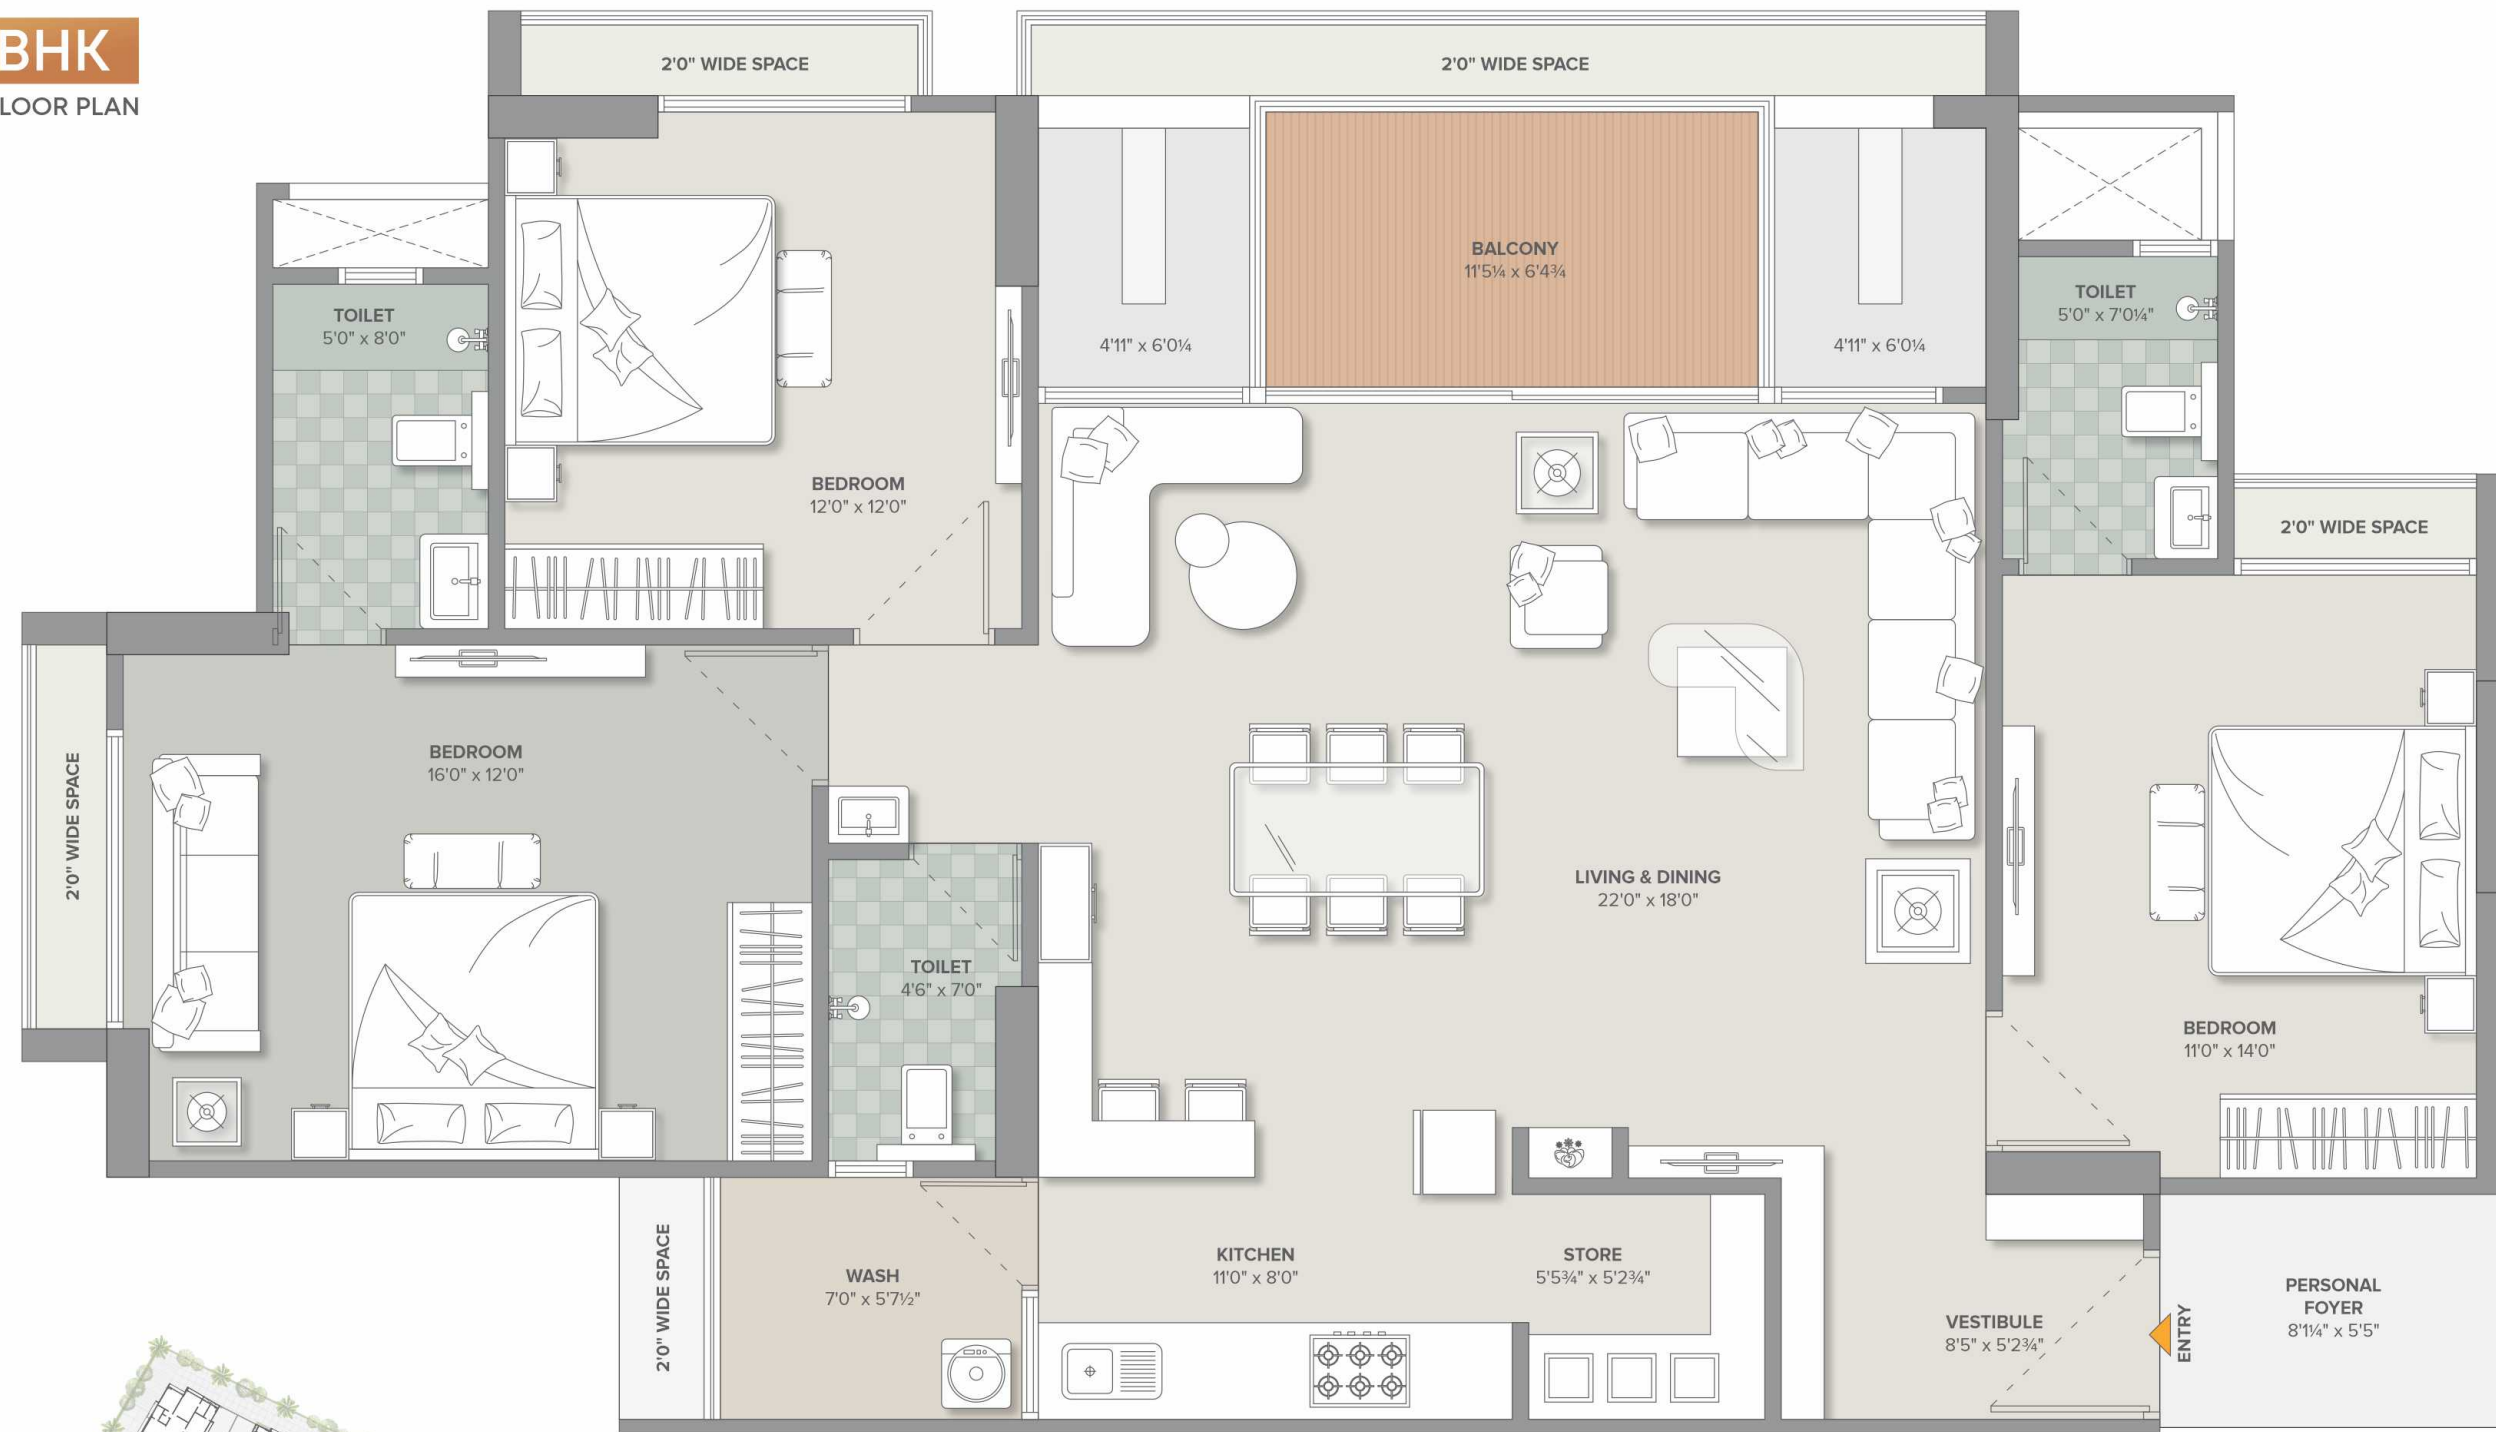 BHK
LOOR PLAN
2'0" WIDE SPACE
2'0" WIDE SPACE
BALCONY
11'5¼ x 6'4¾
TOILET
5'0" x 8'0"
4'11" x 6'0¼
4'11" x 6'0¼
TOILET
5'0" x 7'0¼"
BEDROOM
12'0" x 12'0"
2'0" WIDE SPACE
2'0" WIDE SPACE
BEDROOM
16'0" x 12'0"
LIVING & DINING
22'0" x 18'0"
TOILET
4'6" x 7'0"
BEDROOM
11'0" x 14'0"
2'0" WIDE SPACE
WASH
7'0" x 5'7½"
KITCHEN
11'0" x 8'0"
STORE
5'5¾" x 5'2¾"
VESTIBULE
8'5" x 5'2¾"
ENTRY
PERSONAL
FOYER
8'1¼" x 5'5"